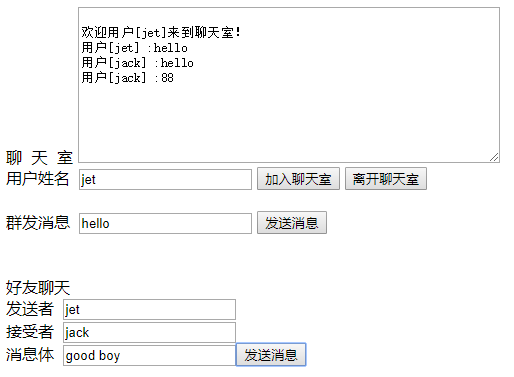 欢迎用户[jet]来到聊天室!
用户[jet] :hello
用户[jack] :hello
用户[jack] :88
聊 天 室
用户姓名 jet 加入聊天室 离开聊天室
群发消息 hello 发送消息
好友聊天
发送者 jet
接受者 jack
消息体 good boy 发送消息